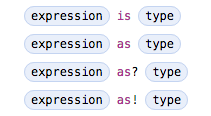 expression is type
expression as type
expression as? type
expression as! type